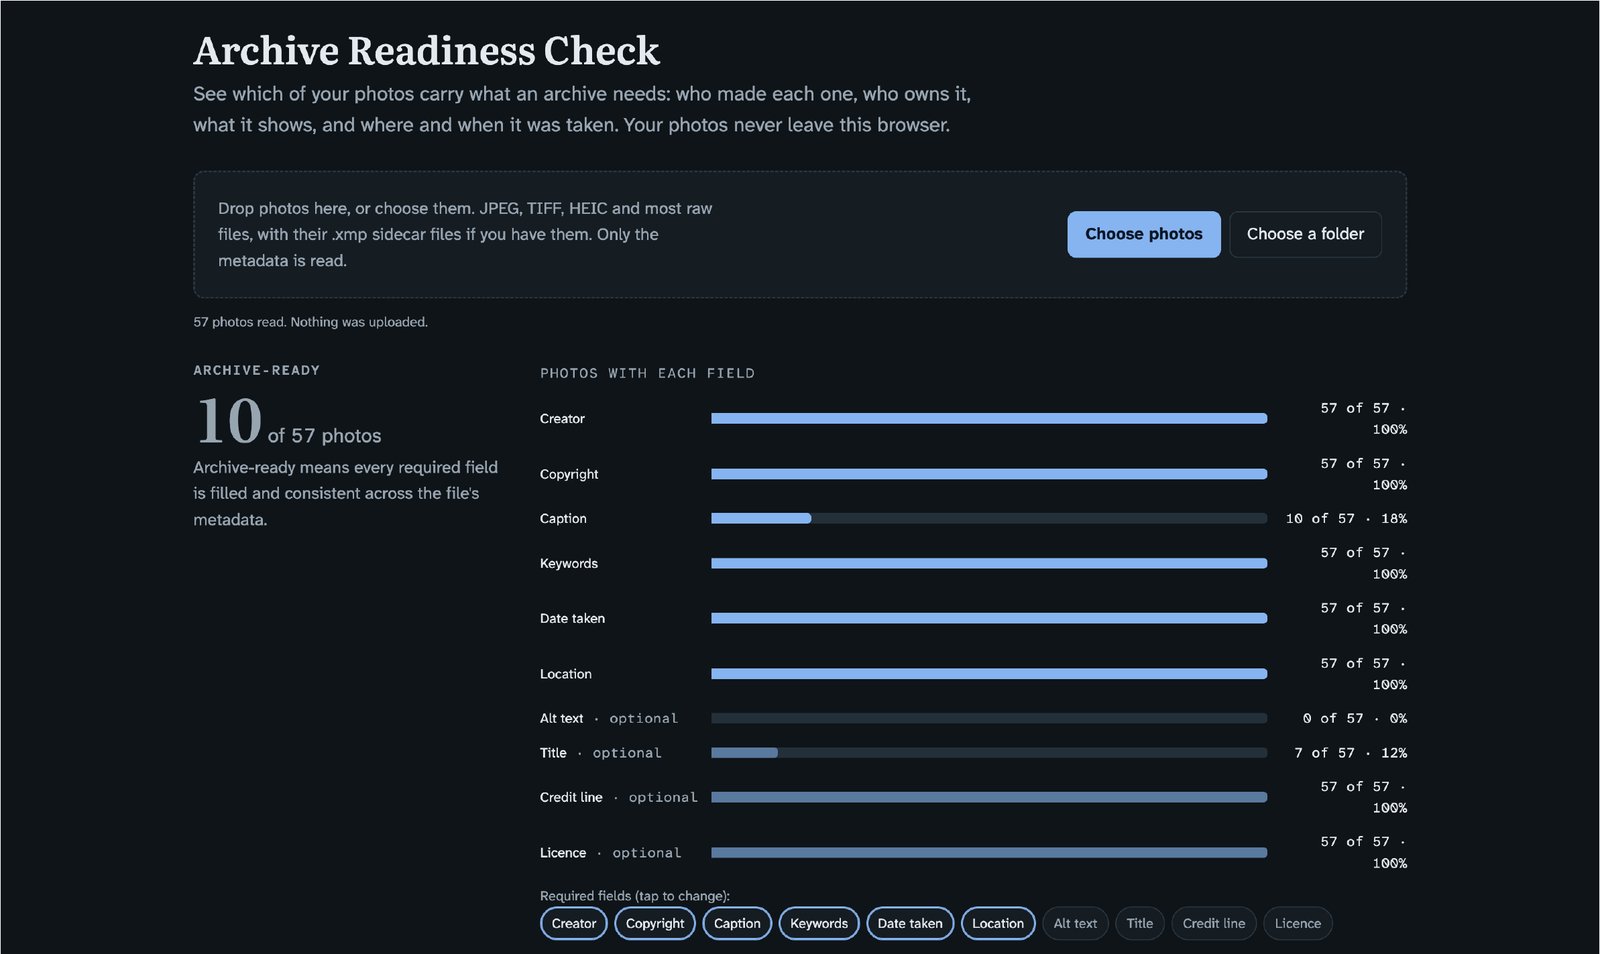 Archive Readiness Check
See which of your photos carry what an archive needs: who made each one, who owns it,
what it shows, and where and when it was taken. Your photos never leave this browser.
Drop photos here, or choose them. JPEG, TIFF, HEIC and most raw
files, with their .xmp sidecar files if you have them. Only the
metadata is read.
Choose photos
Choose a folder
57 photos read. Nothing was uploaded.
ARCHIVE-READY
10 of 57 photos
Archive-ready means every required field
is filled and consistent across the file's
metadata.
PHOTOS WITH EACH FIELD
Creator
57 of 57 ·
100%
Copyright
57 of 57 ·
100%
Caption
10 of 57 · 18%
Keywords
57 of 57 ·
100%
Date taken
57 of 57 ·
100%
Location
57 of 57 ·
100%
Alt text · optional
0 of 57 · 0%
Title · optional
7 of 57 · 12%
Credit line · optional
57 of 57 ·
100%
Licence · optional
57 of 57 ·
100%
Required fields (tap to change):
Creator
Copyright
Caption
Keywords
Date taken
Location
Alt text
Title
Credit line
Licence